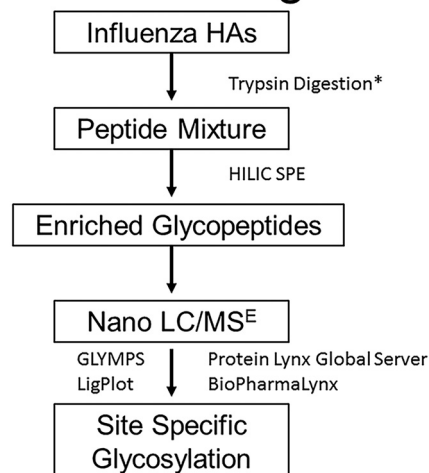 Influenza HAs
Trypsin Digestion*
Peptide Mixture
HILIC SPE
Enriched Glycopeptides
Nano LC/MSᴱ
GLYMPS
LigPlot
Protein Lynx Global Server
BioPharmaLynx
Site Specific
Glycosylation